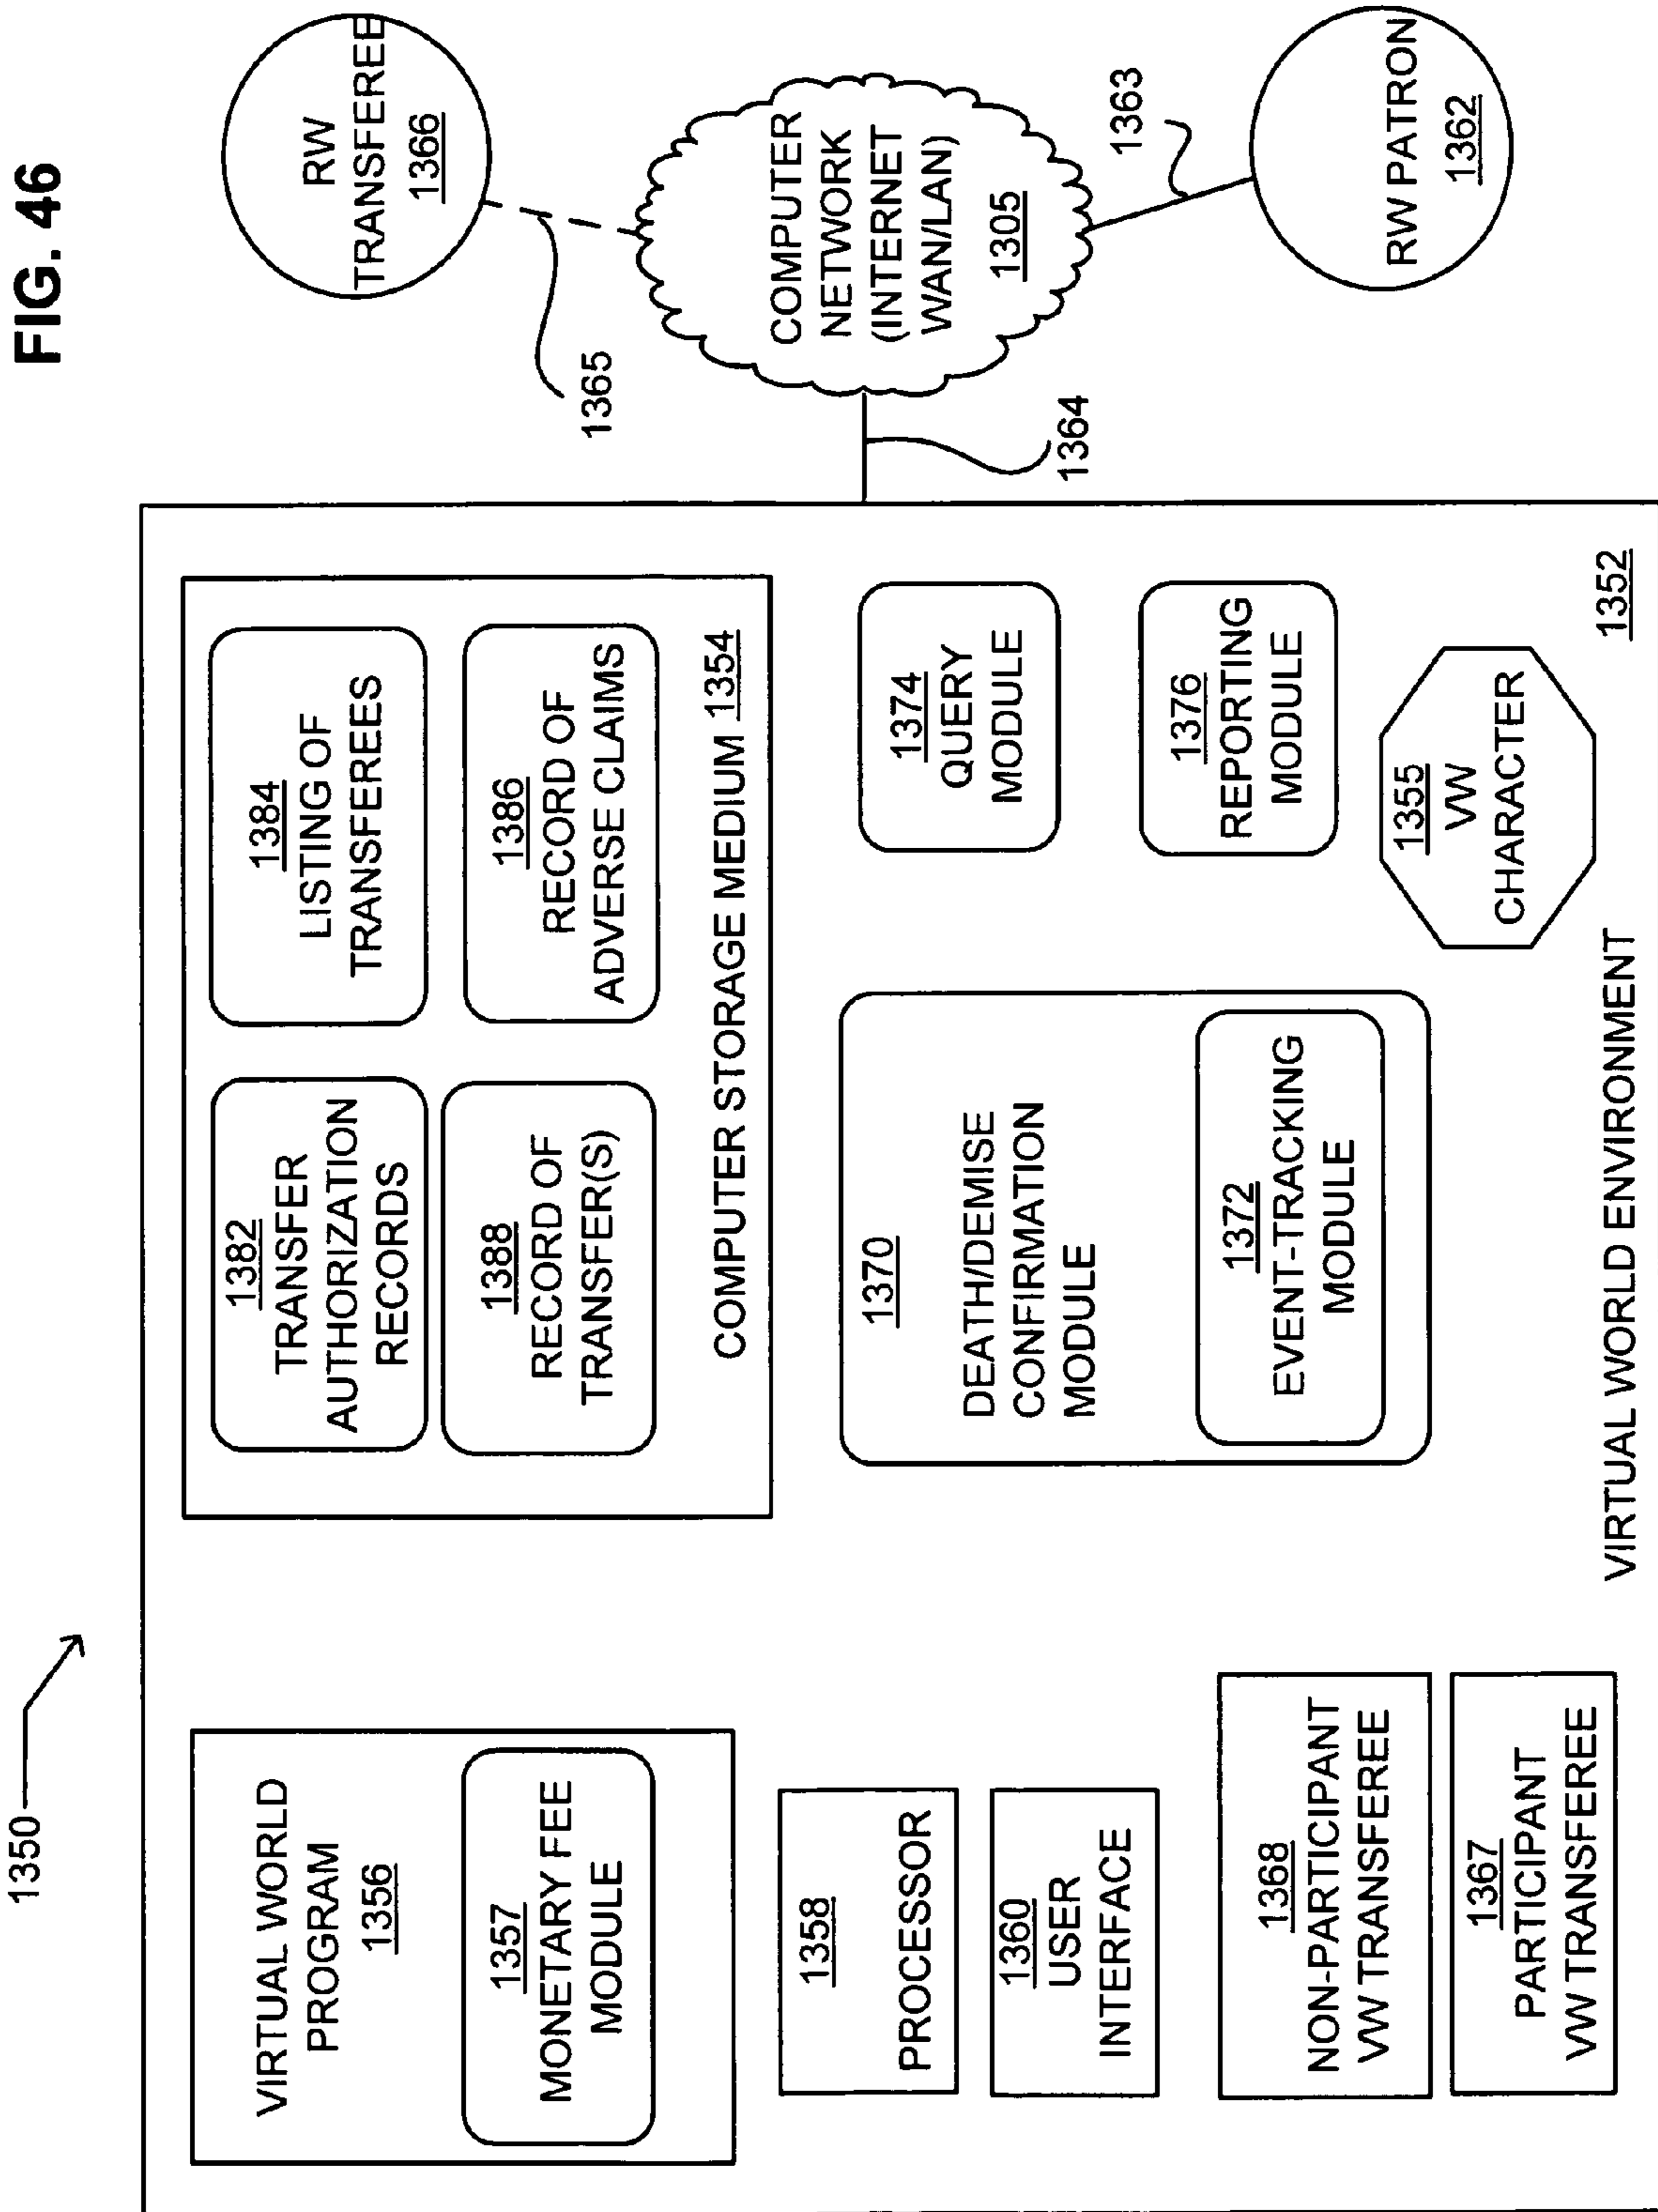 FIG. 46
1350
VIRTUAL WORLD
PROGRAM
1356
1357
MONETARY FEE
MODULE
1358
PROCESSOR
1360
USER
INTERFACE
1368
NON-PARTICIPANT
VW TRANSFEREE
1367
PARTICIPANT
VW TRANSFEREE
1382
TRANSFER
AUTHORIZATION
RECORDS
1384
LISTING OF
TRANSFEREES
1388
RECORD OF
TRANSFER(S)
1386
RECORD OF
ADVERSE CLAIMS
COMPUTER STORAGE MEDIUM 1354
1370
DEATH/DEMISE
CONFIRMATION
MODULE
1372
EVENT-TRACKING
MODULE
1374
QUERY
MODULE
1376
REPORTING
MODULE
1355
VW
CHARACTER
VIRTUAL WORLD ENVIRONMENT
1352
RW
TRANSFEREE
1366
1365
COMPUTER
NETWORK
(INTERNET
WAN/LAN)
1305
1364
1363
RW PATRON
1362